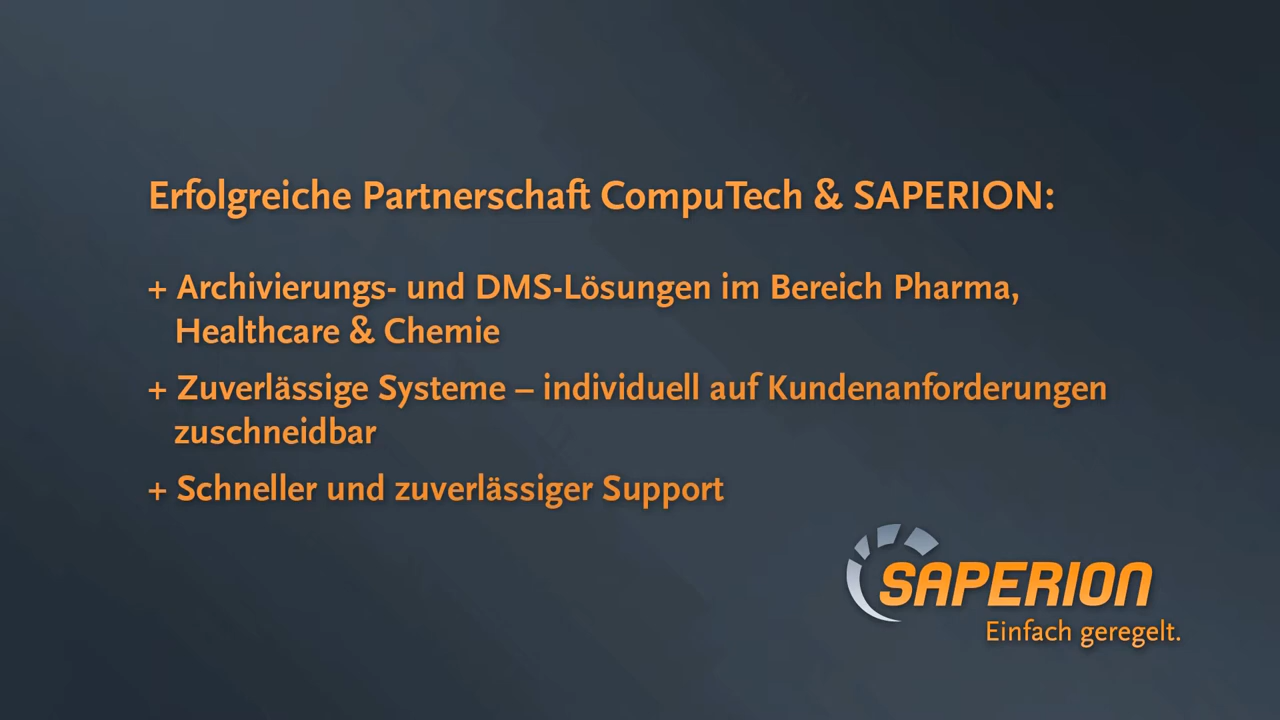 Erfolgreiche Partnerschaft CompuTech & SAPERION:
+ Archivierungs- und DMS-Lösungen im Bereich Pharma,
Healthcare & Chemie
+ Zuverlässige Systeme – individuell auf Kundenanforderungen
zuschneidbar
+ Schneller und zuverlässiger Support
SAPERION
Einfach geregelt.